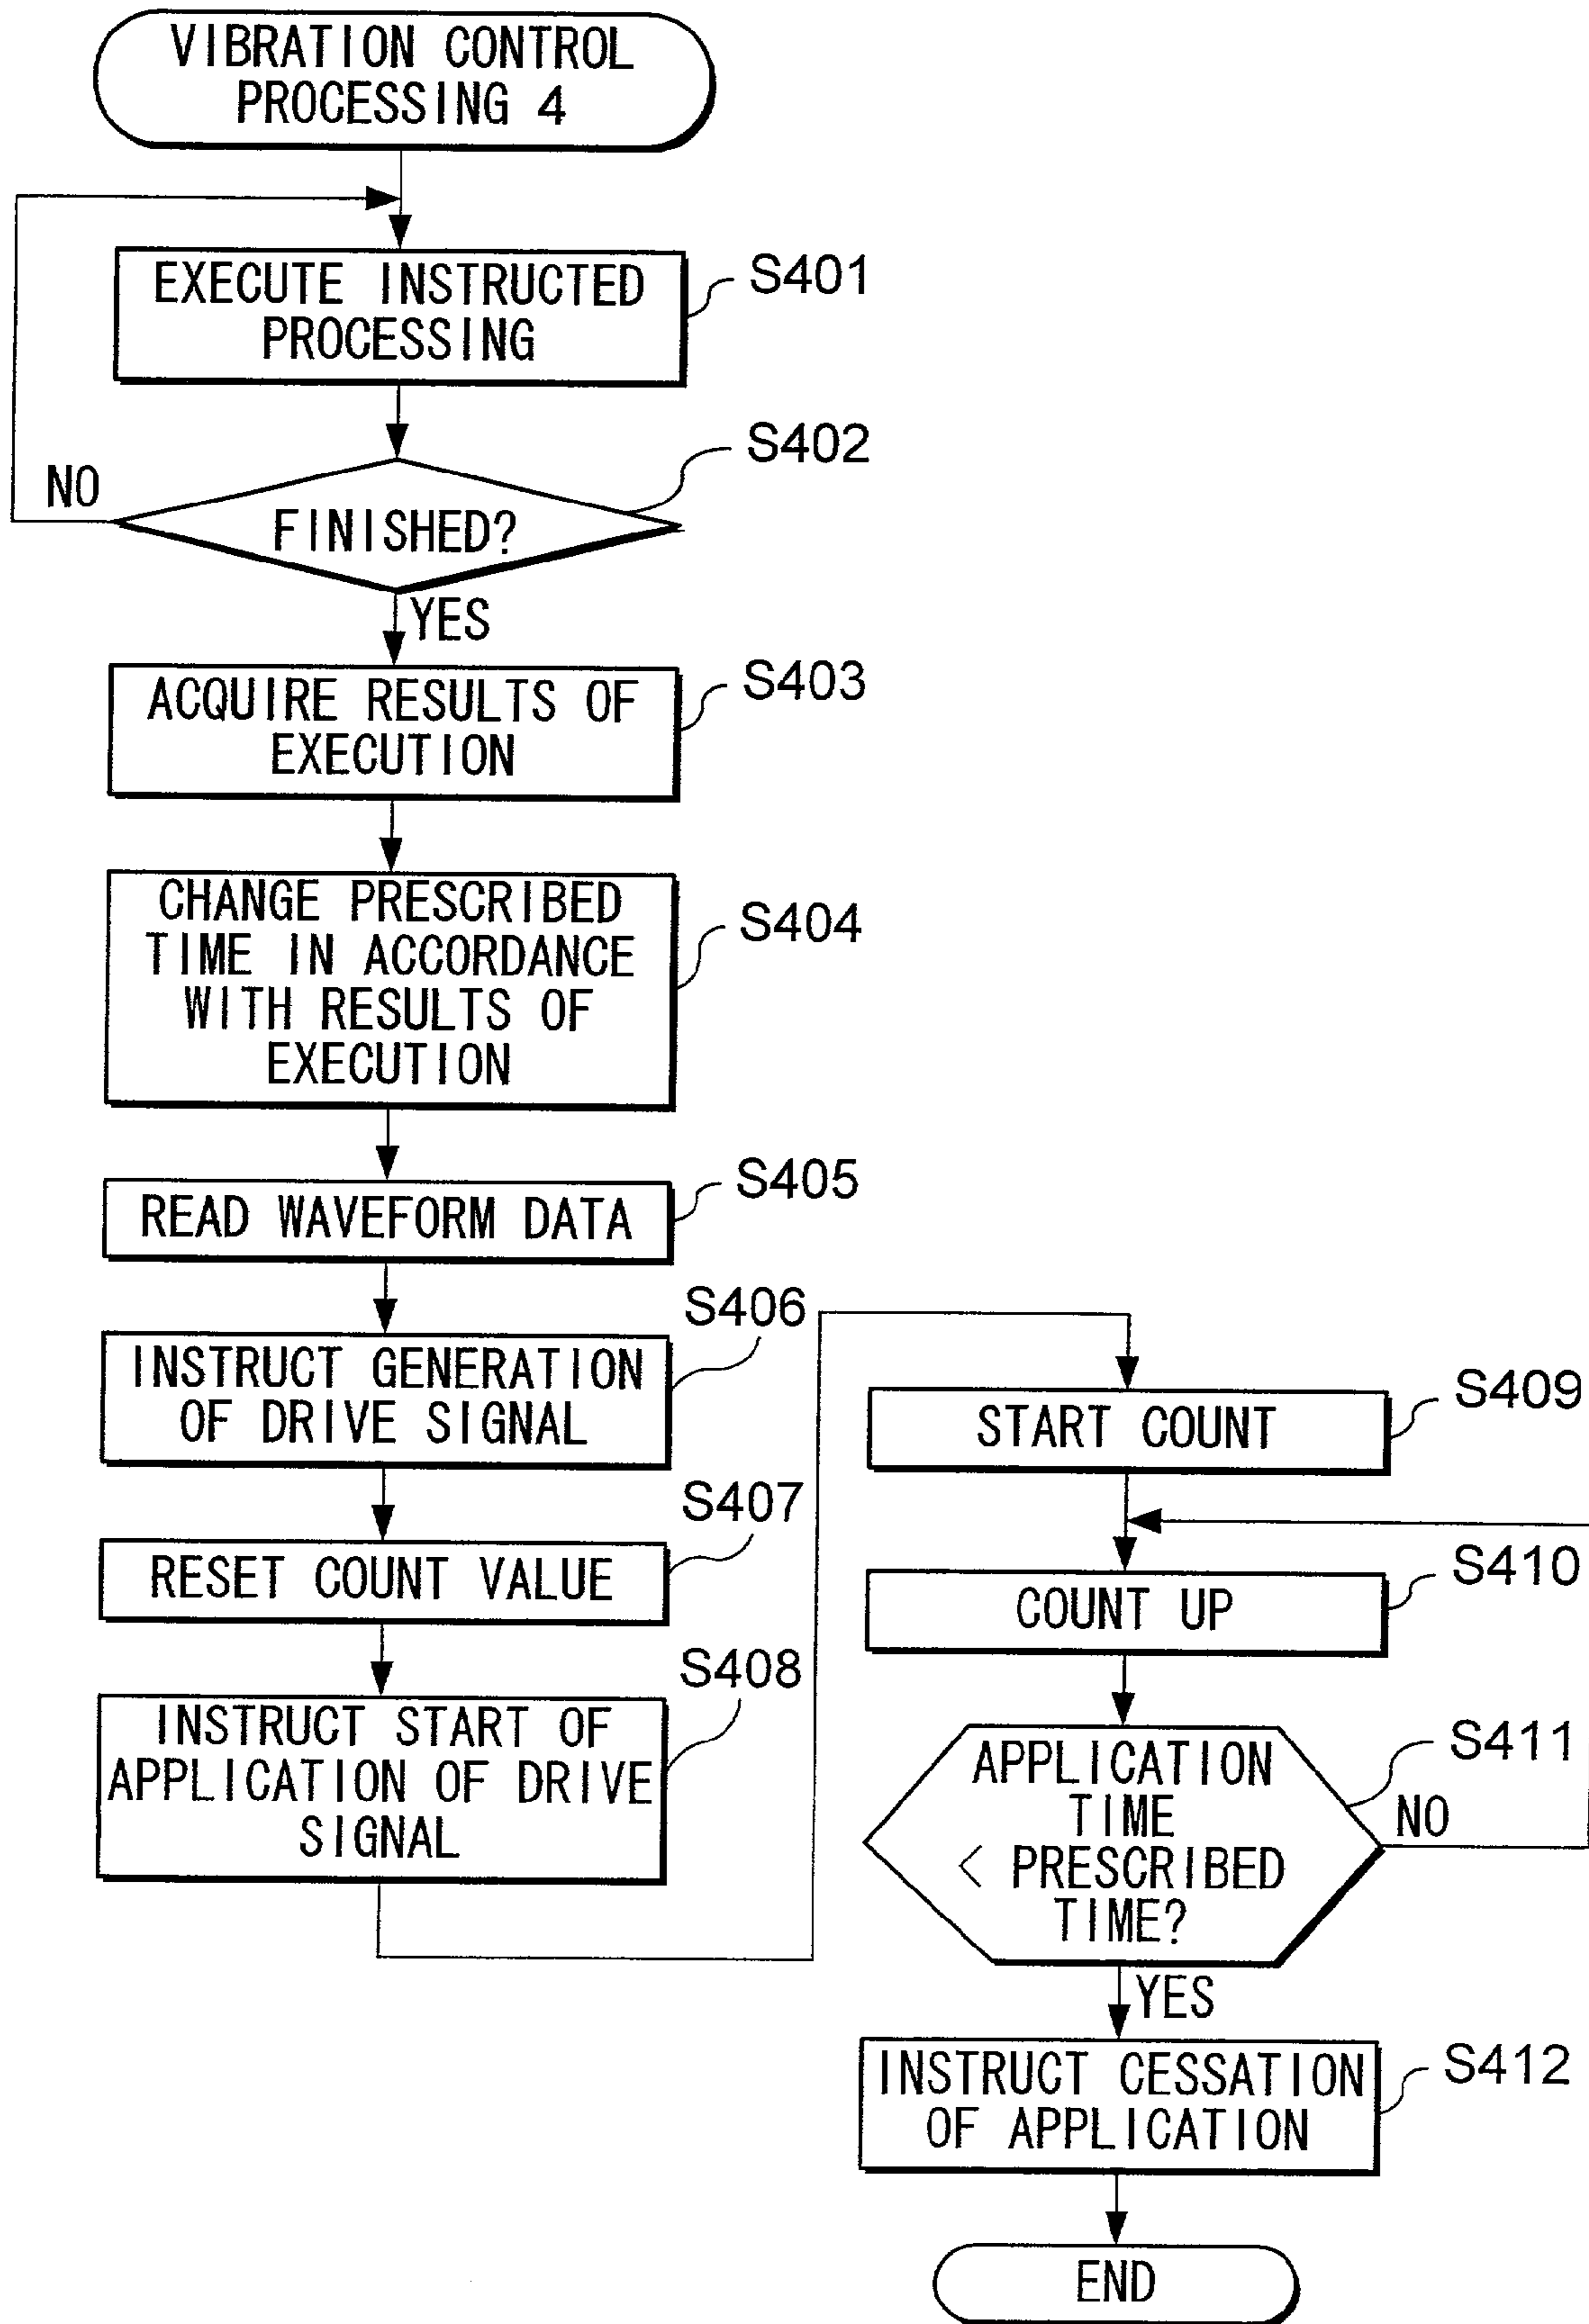 VIBRATION CONTROL
PROCESSING 4
EXECUTE INSTRUCTED
PROCESSING
S401
S402
NO
FINISHED?
YES
S403
ACQUIRE RESULTS OF
EXECUTION
CHANGE PRESCRIBED
TIME IN ACCORDANCE
WITH RESULTS OF
EXECUTION
S404
S405
READ WAVEFORM DATA
S406
INSTRUCT GENERATION
OF DRIVE SIGNAL
S407
RESET COUNT VALUE
S408
INSTRUCT START OF
APPLICATION OF DRIVE
SIGNAL
S409
START COUNT
S410
COUNT UP
S411
APPLICATION
TIME
< PRESCRIBED
TIME?
NO
YES
INSTRUCT CESSATION
OF APPLICATION
S412
END